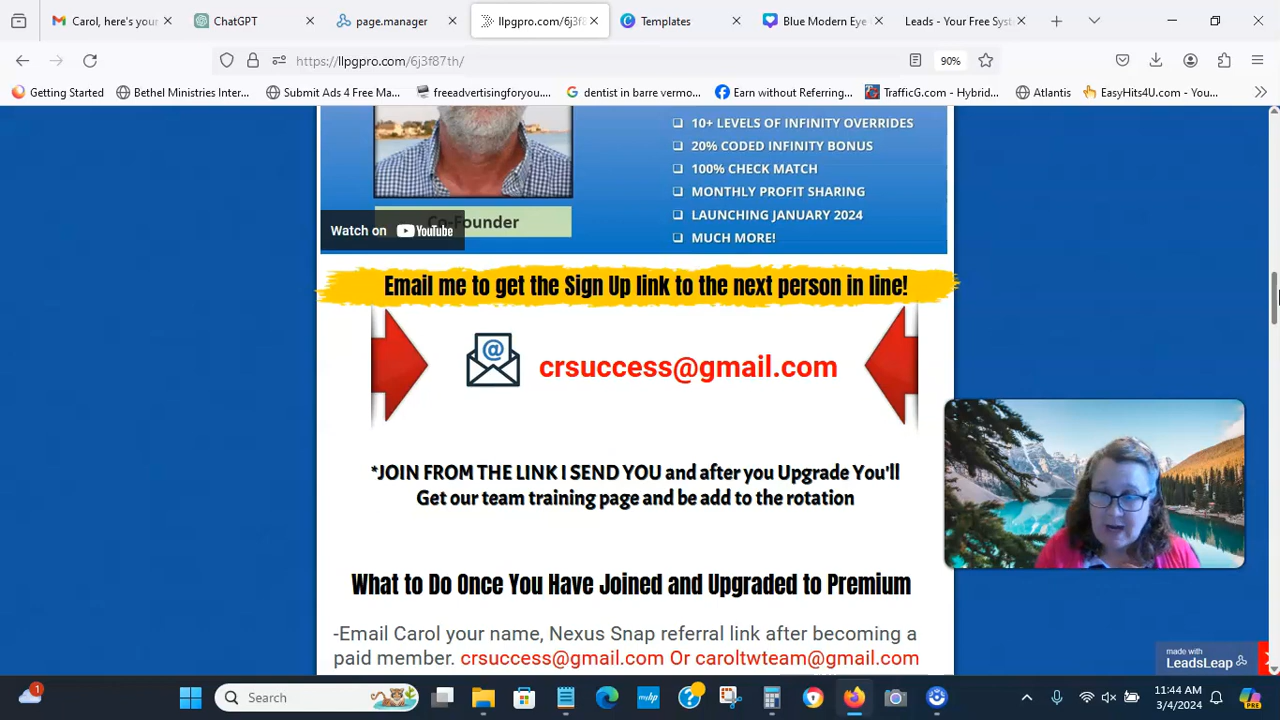 Carol, here's your
ChatGPT
page.manager
llpgpro.com/6j3f8
Templates
Blue Modern Eye
Leads - Your Free Sys
https://llpgpro.com/6j3f87th/
90%
Getting Started
Bethel Ministries Inter...
Submit Ads 4 Free Ma...
freeadvertisingforyou....
dentist in barre vermo...
Earn without Referring...
TrafficG.com - Hybrid...
Atlantis
EasyHits4U.com - You...
10+ LEVELS OF INFINITY OVERRIDES
20% CODED INFINITY BONUS
100% CHECK MATCH
MONTHLY PROFIT SHARING
LAUNCHING JANUARY 2024
MUCH MORE!
Co-Founder
Watch on YouTube
Email me to get the Sign Up link to the next person in line!
crsuccess@gmail.com
*JOIN FROM THE LINK I SEND YOU and after you Upgrade You'll
Get our team training page and be add to the rotation
What to Do Once You Have Joined and Upgraded to Premium
-Email Carol your name, Nexus Snap referral link after becoming a
paid member. crsuccess@gmail.com Or caroltwteam@gmail.com
made with
LeadsLeap
1
Search
11:44 AM
3/4/2024